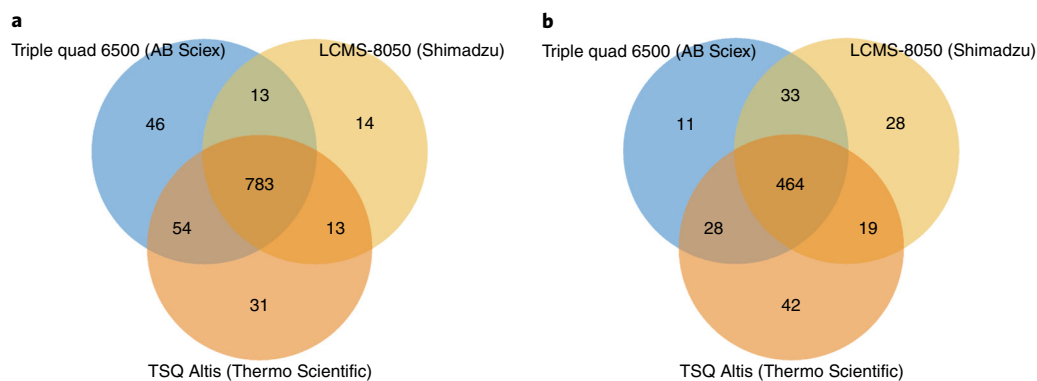 a
Triple quad 6500 (AB Sciex)
LCMS-8050 (Shimadzu)
13
46
14
783
54
13
31
TSQ Altis (Thermo Scientific)
b
Triple quad 6500 (AB Sciex)
LCMS-8050 (Shimadzu)
33
11
28
464
28
19
42
TSQ Altis (Thermo Scientific)